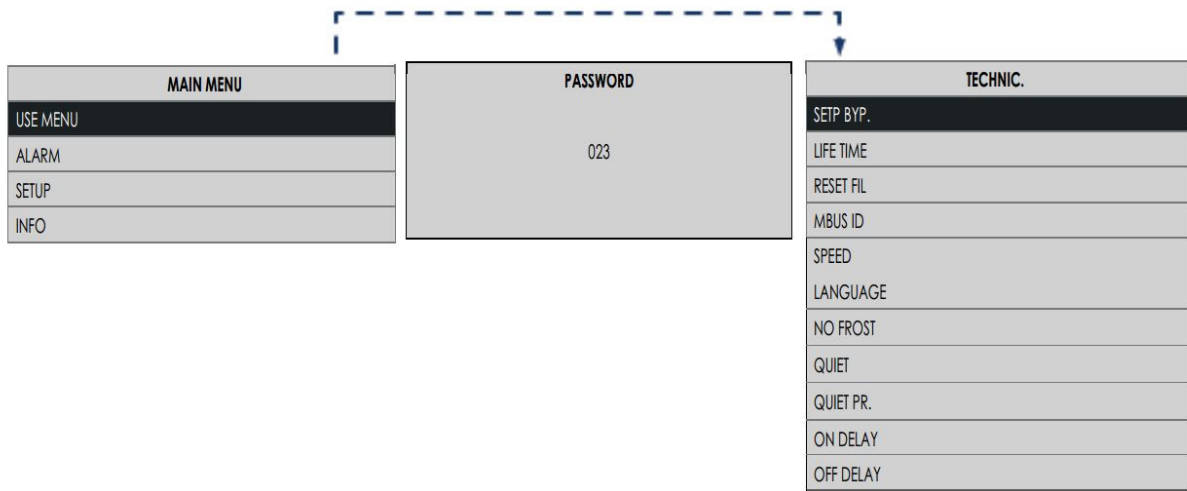 MAIN MENU
USE MENU
ALARM
SETUP
INFO
PASSWORD
023
TECHNIC.
SETP BYP.
LIFE TIME
RESET FIL
MBUS ID
SPEED
LANGUAGE
NO FROST
QUIET
QUIET PR.
ON DELAY
OFF DELAY